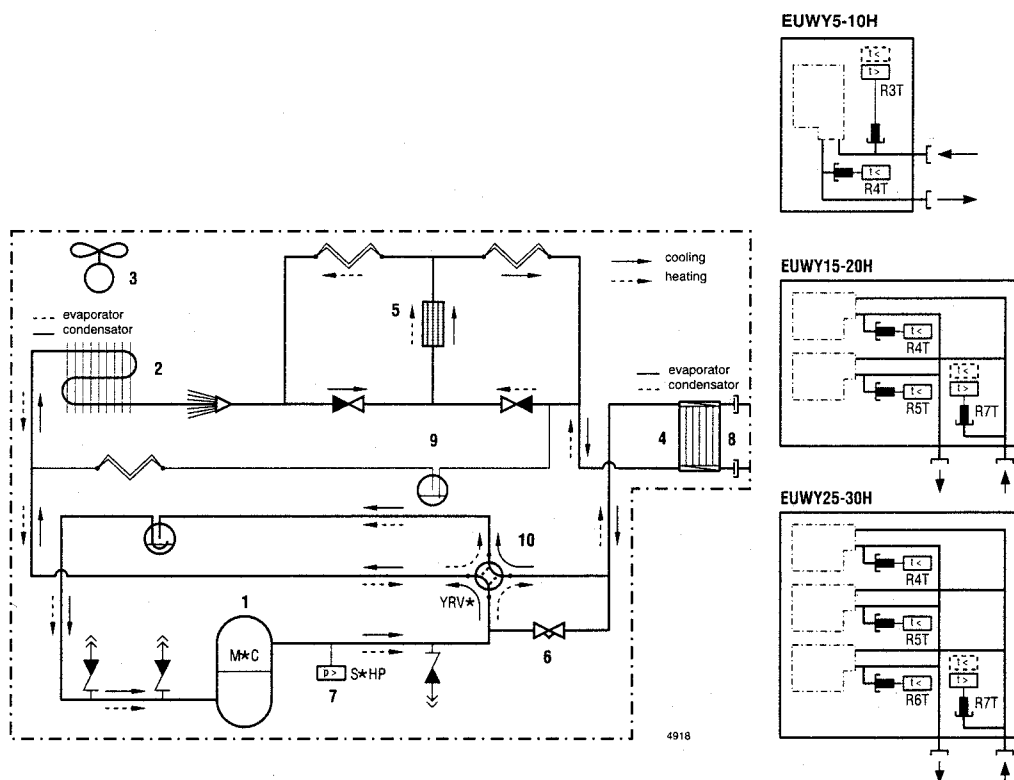 EUWY5-10H
t<
t>
R3T
t<
R4T
3
cooling
heating
evaporator
condensator
2
5
evaporator
condensator
4
8
9
10
YRV*
1
M*C
p>
S*HP
7
6
4918
EUWY15-20H
t<
R4T
t<
R5T
t<
t>
R7T
EUWY25-30H
t<
R4T
t<
R5T
t<
R6T
t<
t>
R7T